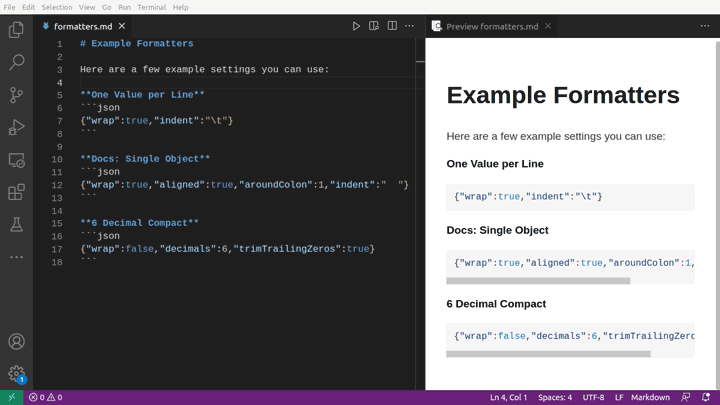 File Edit Selection View Go Run Terminal Help
formatters.md
Preview formatters.md
1 # Example Formatters
2
3 Here are a few example settings you can use:
4
5 **One Value per Line**
6 ```json
7 {"wrap":true,"indent":"\t"}
8 ```
9
10 **Docs: Single Object**
11 ```json
12 {"wrap":true,"aligned":true,"aroundColon":1,"indent":"  "}
13 ```
14
15 **6 Decimal Compact**
16 ```json
17 {"wrap":false,"decimals":6,"trimTrailingZeros":true}
18 ```
Example Formatters
Here are a few example settings you can use:
One Value per Line
{"wrap":true,"indent":"\t"}
Docs: Single Object
{"wrap":true,"aligned":true,"aroundColon":1,
6 Decimal Compact
{"wrap":false,"decimals":6,"trimTrailingZero
1
0 0
Ln 4, Col 1 Spaces: 4 UTF-8 LF Markdown